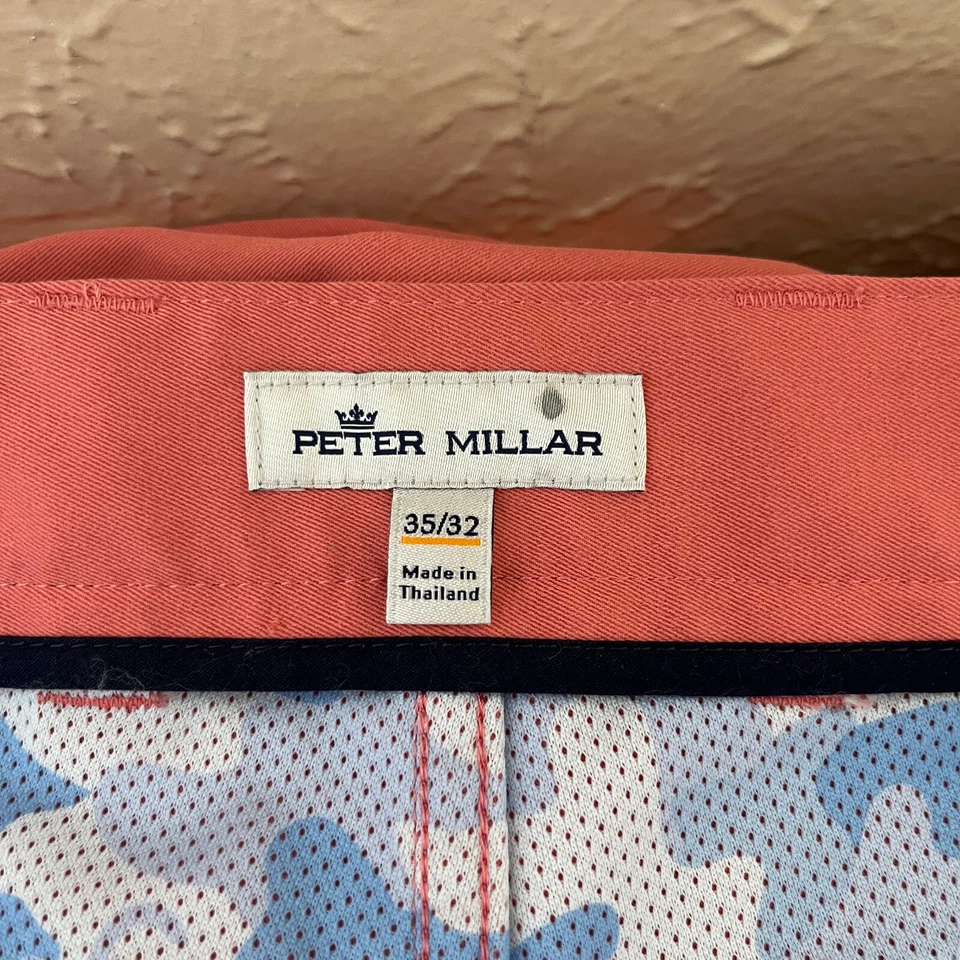 PETER MILLAR
35/32
Made in
Thailand